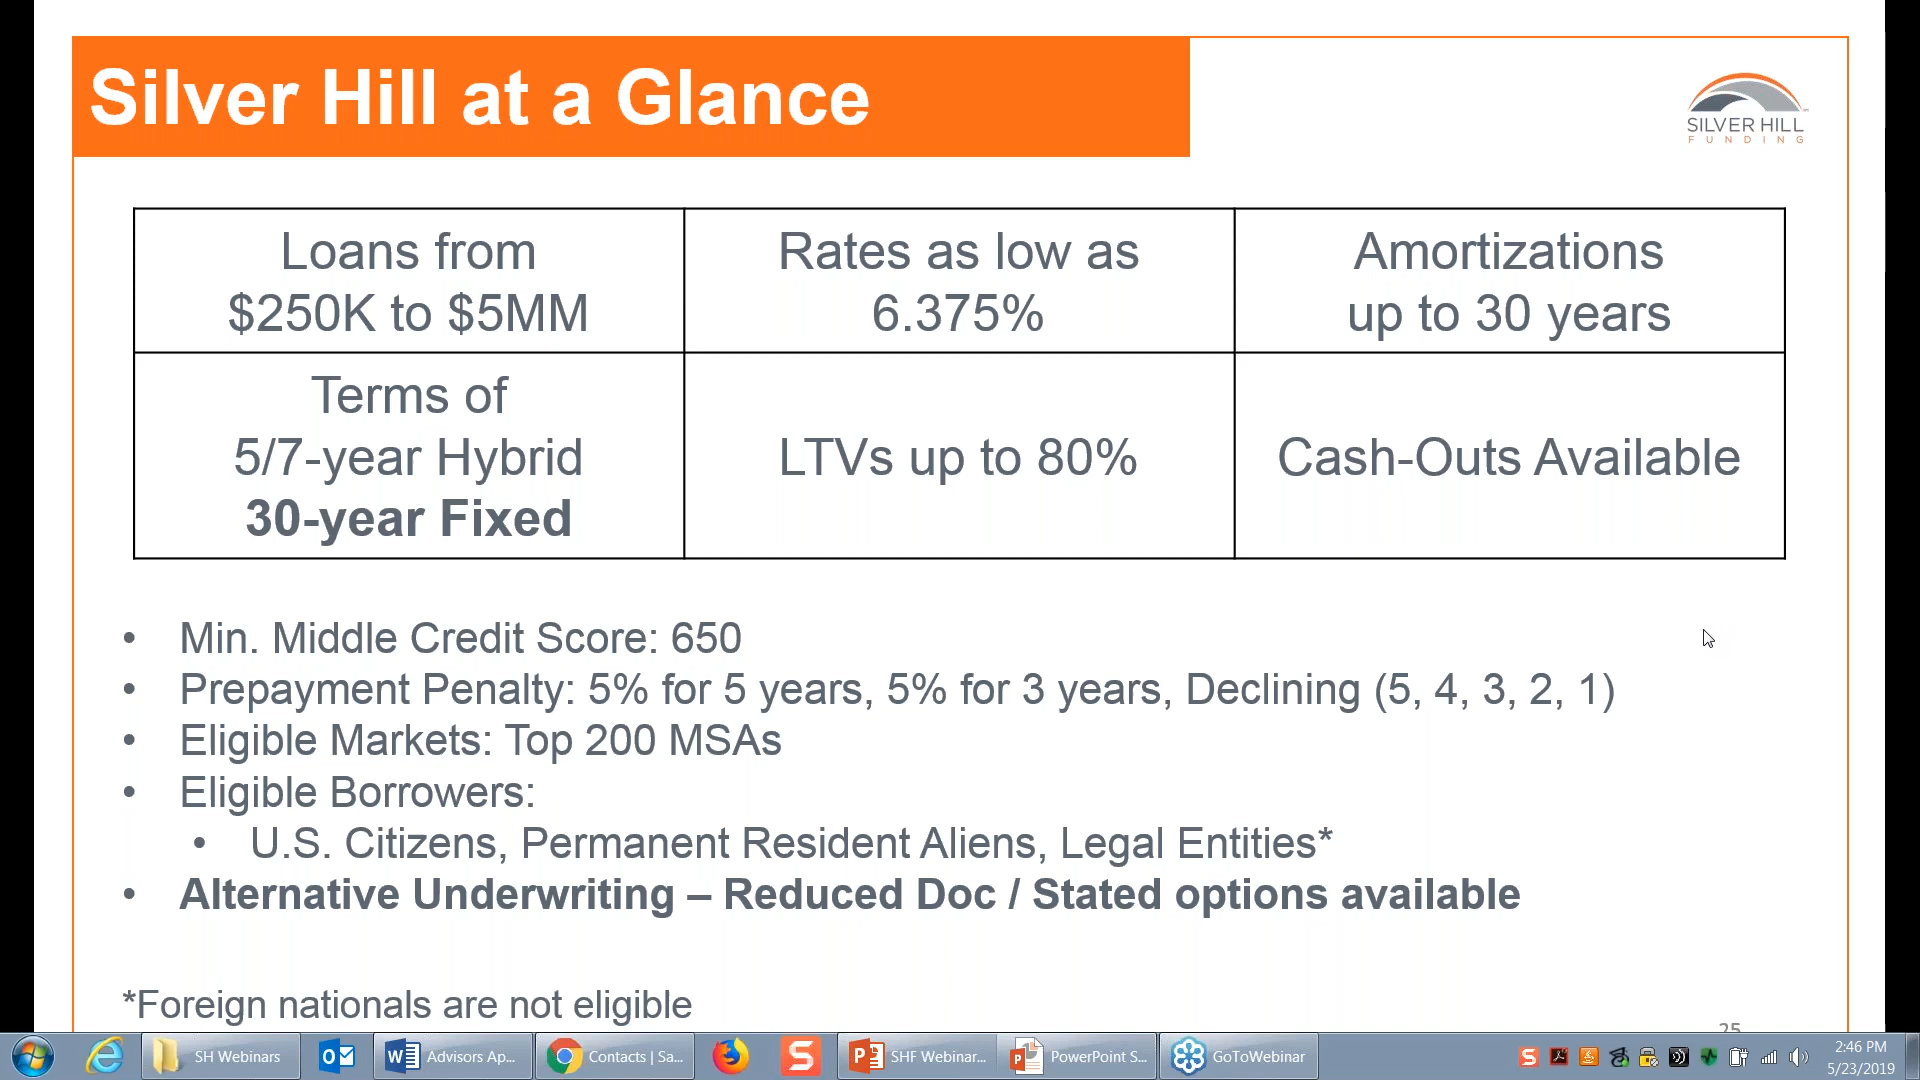 Silver Hill at a Glance
SILVER HILL
FUNDING
Loans from
$250K to $5MM
Rates as low as
6.375%
Amortizations
up to 30 years
Terms of
5/7-year Hybrid
30-year Fixed
LTVs up to 80%
Cash-Outs Available
• Min. Middle Credit Score: 650
• Prepayment Penalty: 5% for 5 years, 5% for 3 years, Declining (5, 4, 3, 2, 1)
• Eligible Markets: Top 200 MSAs
• Eligible Borrowers:
• U.S. Citizens, Permanent Resident Aliens, Legal Entities*
• Alternative Underwriting – Reduced Doc / Stated options available
*Foreign nationals are not eligible
25
SH Webinars
Advisors Ap...
Contacts | Sa...
SHF Webinar...
PowerPoint S...
GoToWebinar
2:46 PM
5/23/2019